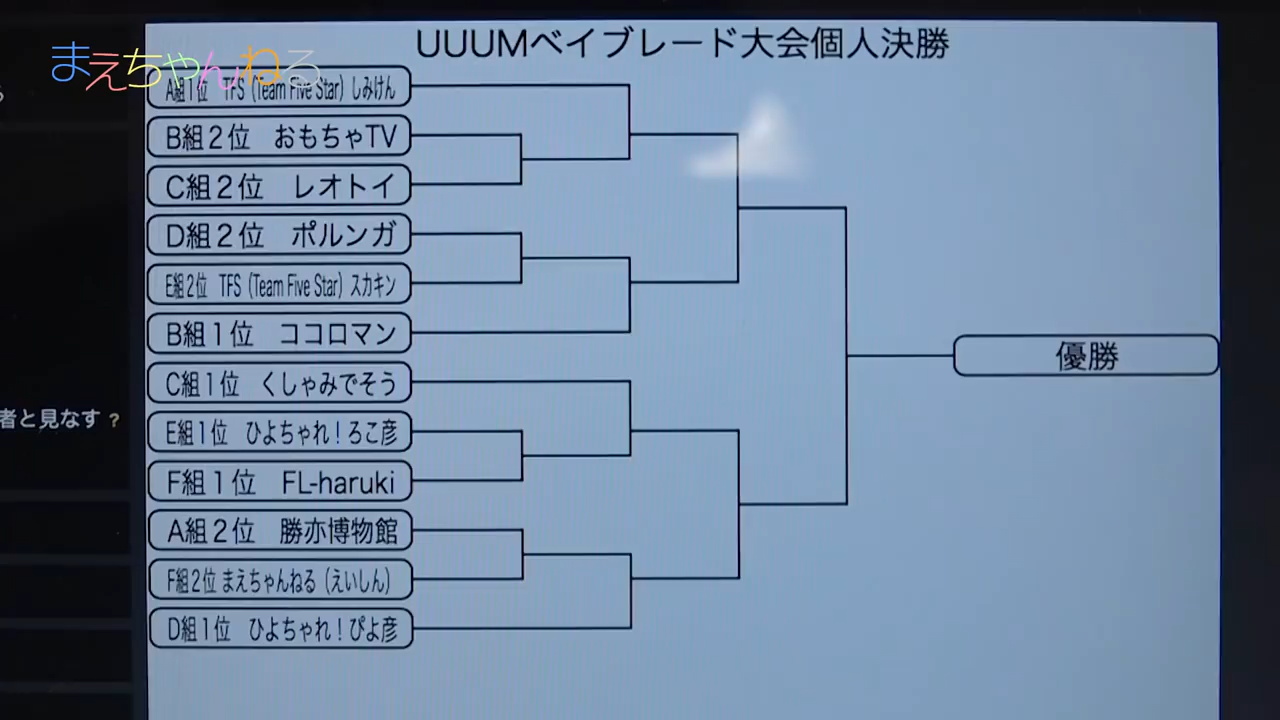 まえちゃんねる
UUUMベイブレード大会個人決勝
A組1位 TFS (Team Five Star) しみけん
B組2位 おもちゃTV
C組2位 レオトイ
D組2位 ポルンガ
E組2位 TFS (Team Five Star) スカキン
B組1位 ココロマン
優勝
C組1位 くしゃみでそう
者と見なす?
E組1位 ひよちゃれ!ろこ彦
F組1位 FL-haruki
A組2位 勝亦博物館
F組2位 まえちゃんねる (えいしん)
D組1位 ひよちゃれ!ぴよ彦